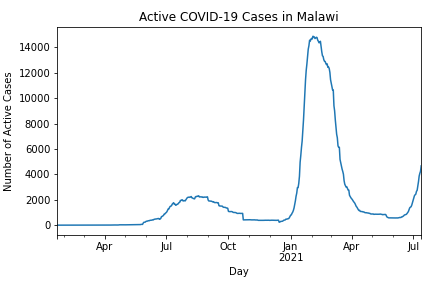 Active COVID-19 Cases in Malawi
Number of Active Cases
14000
12000
10000
8000
6000
4000
2000
0
Apr Jul Oct Jan Apr Jul
2021
Day